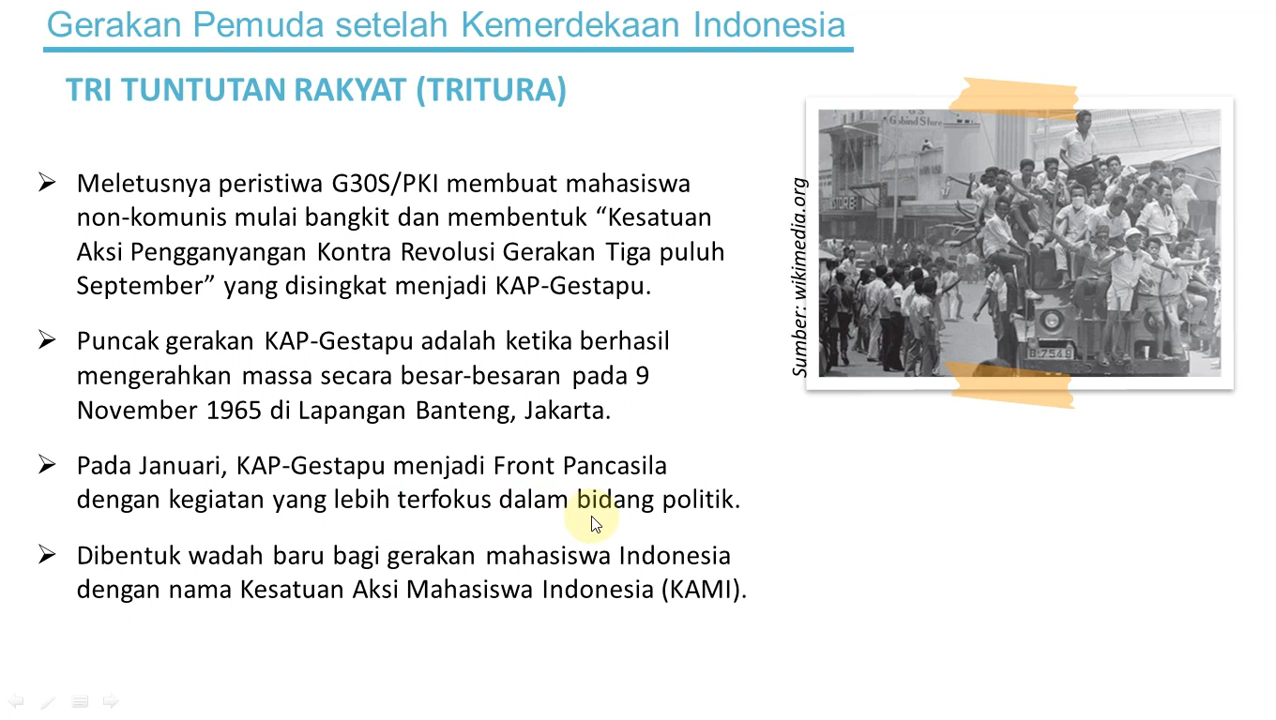 Gerakan Pemuda setelah Kemerdekaan Indonesia
TRI TUNTUTAN RAKYAT (TRITURA)
Meletusnya peristiwa G30S/PKI membuat mahasiswa
non-komunis mulai bangkit dan membentuk “Kesatuan
Aksi Pengganyangan Kontra Revolusi Gerakan Tiga puluh
September” yang disingkat menjadi KAP-Gestapu.
Puncak gerakan KAP-Gestapu adalah ketika berhasil
mengerahkan massa secara besar-besaran pada 9
November 1965 di Lapangan Banteng, Jakarta.
Pada Januari, KAP-Gestapu menjadi Front Pancasila
dengan kegiatan yang lebih terfokus dalam bidang politik.
Dibentuk wadah baru bagi gerakan mahasiswa Indonesia
dengan nama Kesatuan Aksi Mahasiswa Indonesia (KAMI).
Sumber: wikimedia.org
Gobind Store